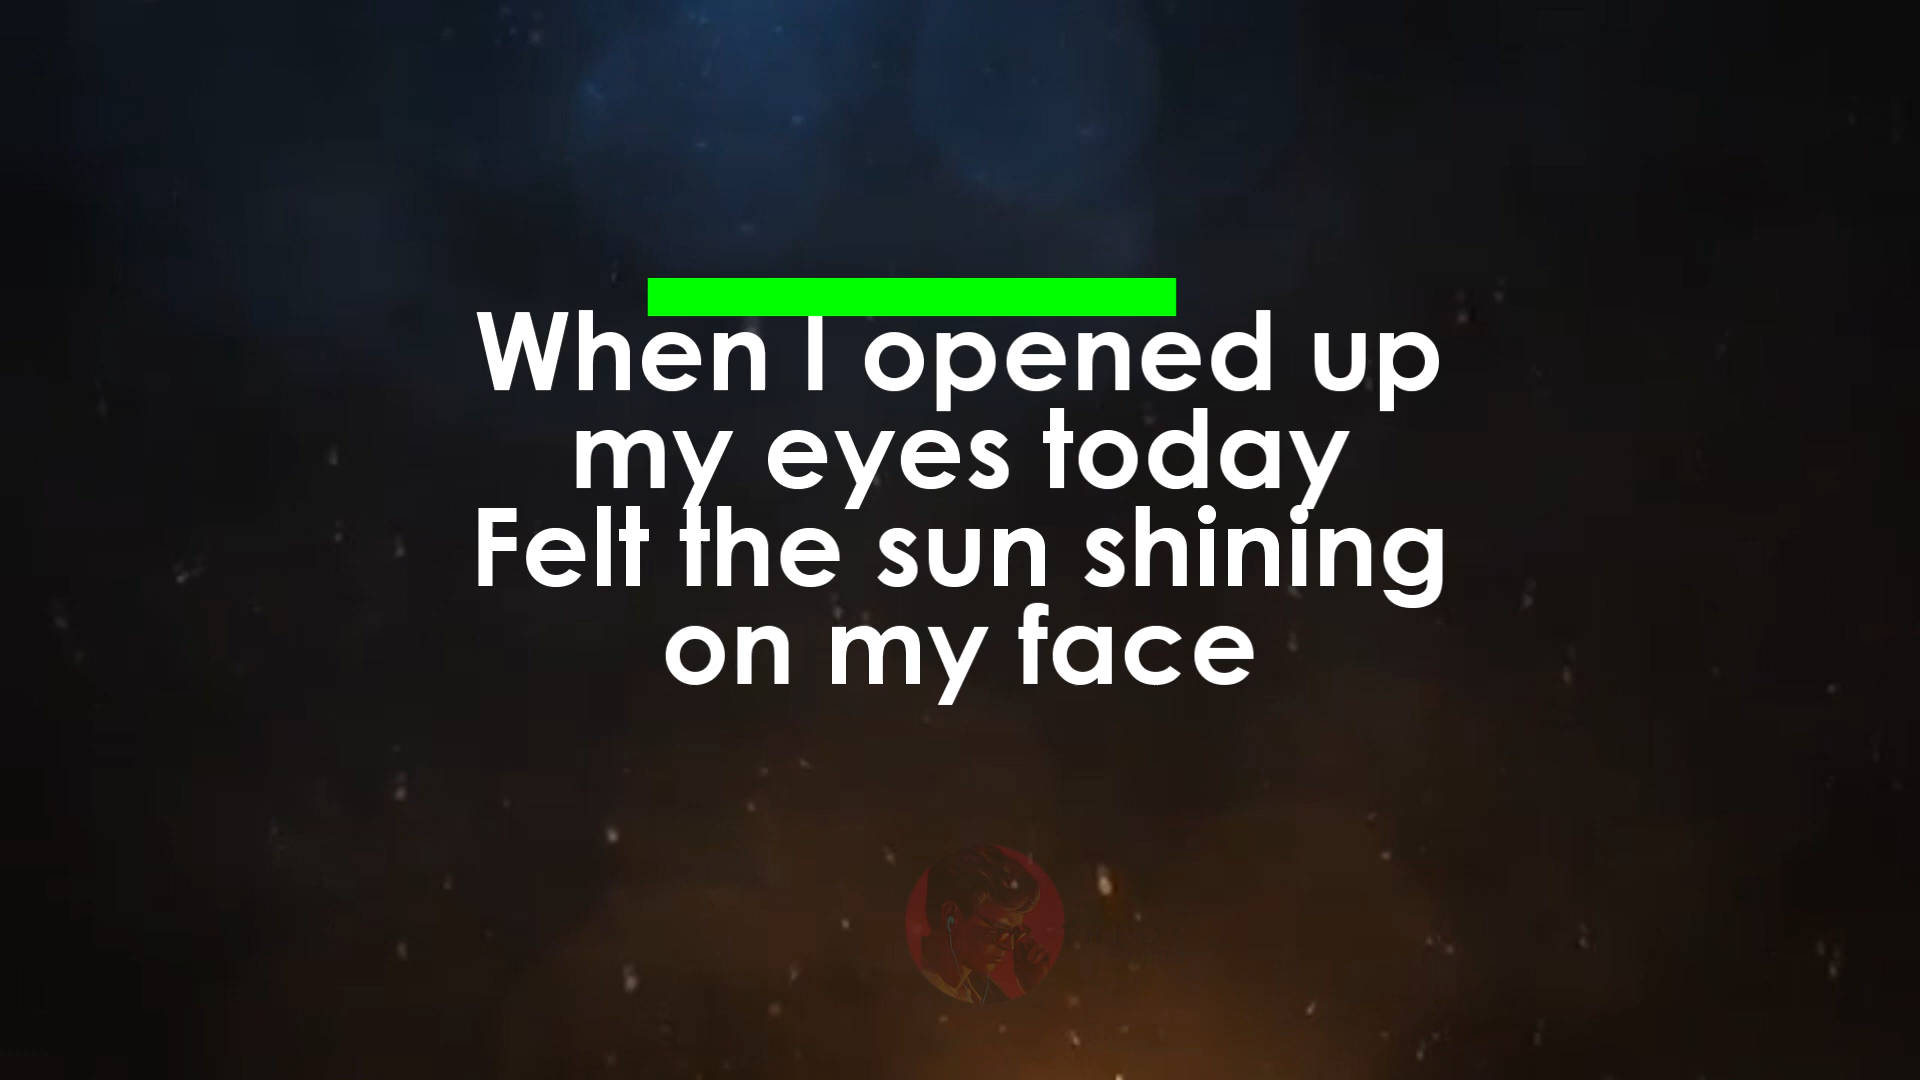 When I opened up
my eyes today
Felt the sun shining
on my face